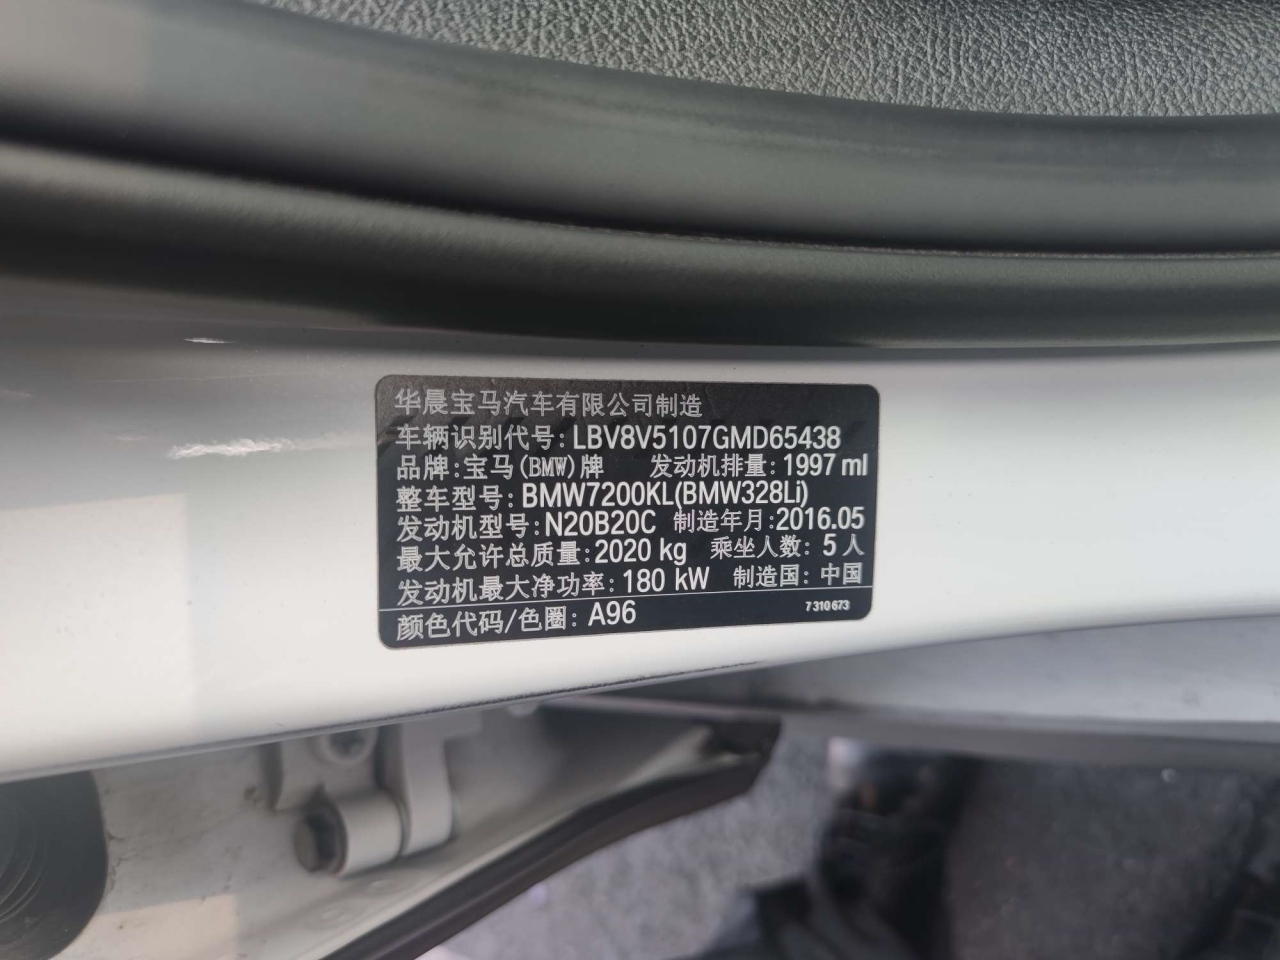 华晨宝马汽车有限公司制造
车辆识别代号: LBV8V5107GMD65438
品牌: 宝马(BMW)牌 发动机排量: 1997 ml
整车型号: BMW7200KL(BMW328Li)
发动机型号: N20B20C 制造年月: 2016.05
最大允许总质量: 2020 kg 乘坐人数: 5 人
发动机最大净功率: 180 kW 制造国: 中国
颜色代码/色圈: A96 7 310 673